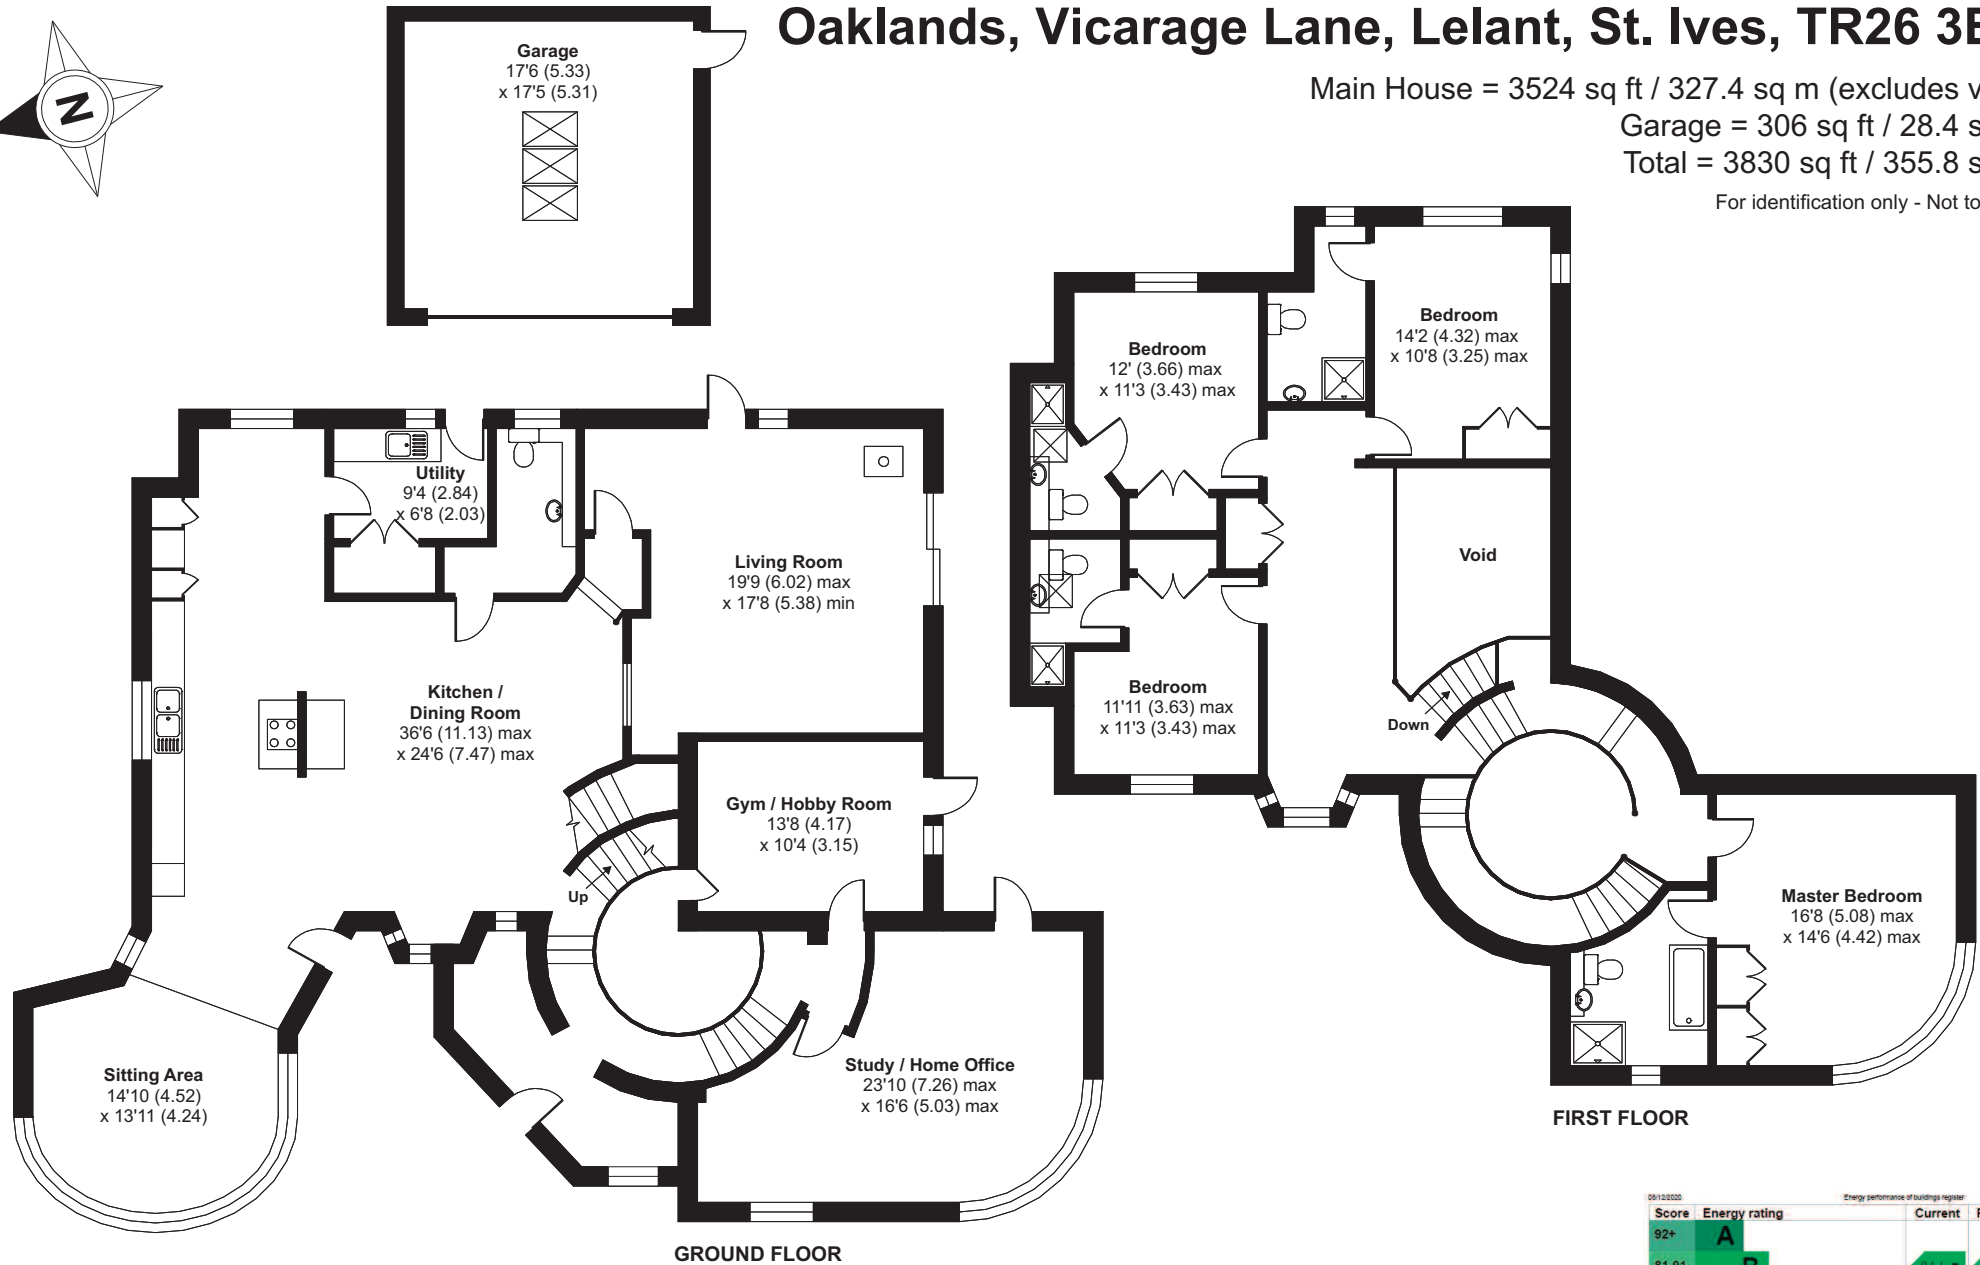 Oaklands, Vicarage Lane, Lelant, St. Ives, TR26
Main House = 3524 sq ft / 327.4 sq m (excludes
Garage = 306 sq ft / 28.4
Total = 3830 sq ft / 355.8
For identification only - Not to
N
Garage
17'6 (5.33)
x 17'5 (5.31)
Utility
9'4 (2.84)
x 6'8 (2.03)
Living Room
19'9 (6.02) max
x 17'8 (5.38) min
Kitchen /
Dining Room
36'6 (11.13) max
x 24'6 (7.47) max
Gym / Hobby Room
13'8 (4.17)
x 10'4 (3.15)
Up
Sitting Area
14'10 (4.52)
x 13'11 (4.24)
Study / Home Office
23'10 (7.26) max
x 16'6 (5.03) max
GROUND FLOOR
Bedroom
12' (3.66) max
x 11'3 (3.43) max
Bedroom
14'2 (4.32) max
x 10'8 (3.25) max
Void
Bedroom
11'11 (3.63) max
x 11'3 (3.43) max
Down
Master Bedroom
16'8 (5.08) max
x 14'6 (4.42) max
FIRST FLOOR
08/12/2020 Energy performance of buildings register
Score Energy rating Current
92+ A